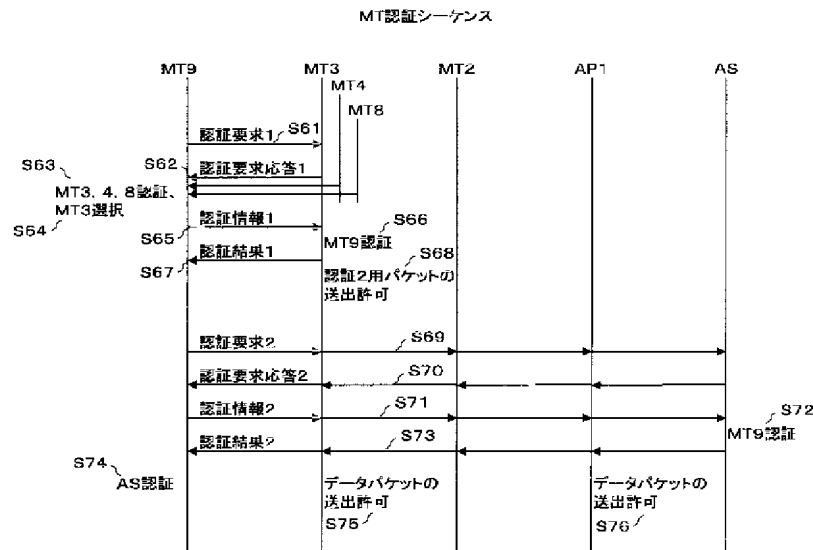 MT認証シーケンス
MT9
MT3
MT2
AP1
AS
MT4
MT8
認証要求1
S61
S63
S62
認証要求応答1
MT3、4、8認証、
MT3選択
S64
S65
認証情報1
S66
MT9認証
S67
認証結果1
S68
認証2用パケットの
送出許可
認証要求2
S69
認証要求応答2
S70
認証情報2
S71
S72
MT9認証
認証結果2
S73
S74
AS認証
データパケットの
送出許可
S75
データパケットの
送出許可
S76